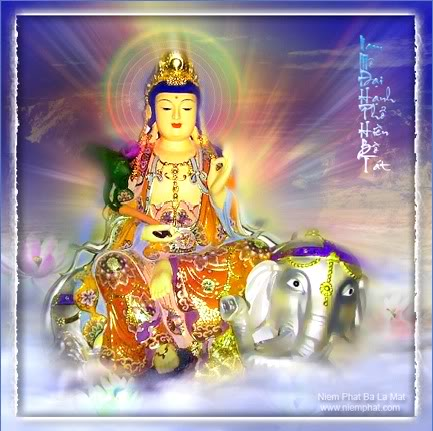 Nam
Mô
Đại
Hạnh
Phổ
Hiền
Bồ
Tát
Niem Phat Ba La Mat
www.niemphat.com